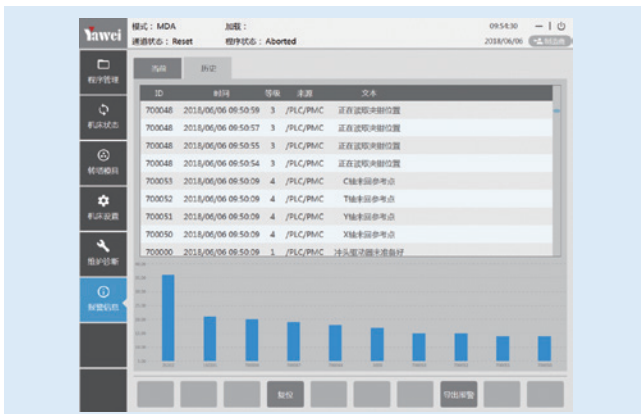 Yawei
模式：MDA 加载：
通道状态：Reset 程序状态：Aborted
09:54:30
2018/06/06
程序管理
机床状态
转塔模具
机床设置
维护诊断
报警信息
当前 历史
ID 时间 等级 来源 文本
700048 2018/06/06 09:50:59 3 /PLC/PMC 正在读取夹钳位置
700048 2018/06/06 09:50:57 3 /PLC/PMC 正在读取夹钳位置
700048 2018/06/06 09:50:55 3 /PLC/PMC 正在读取夹钳位置
700048 2018/06/06 09:50:54 3 /PLC/PMC 正在读取夹钳位置
700053 2018/06/06 09:50:09 4 /PLC/PMC C轴未回参考点
700052 2018/06/06 09:50:09 4 /PLC/PMC T轴未回参考点
700051 2018/06/06 09:50:09 4 /PLC/PMC Y轴未回参考点
700050 2018/06/06 09:50:09 4 /PLC/PMC X轴未回参考点
700000 2018/06/06 09:50:09 1 /PLC/PMC 冲头驱动器未准备好
复位 导出报警